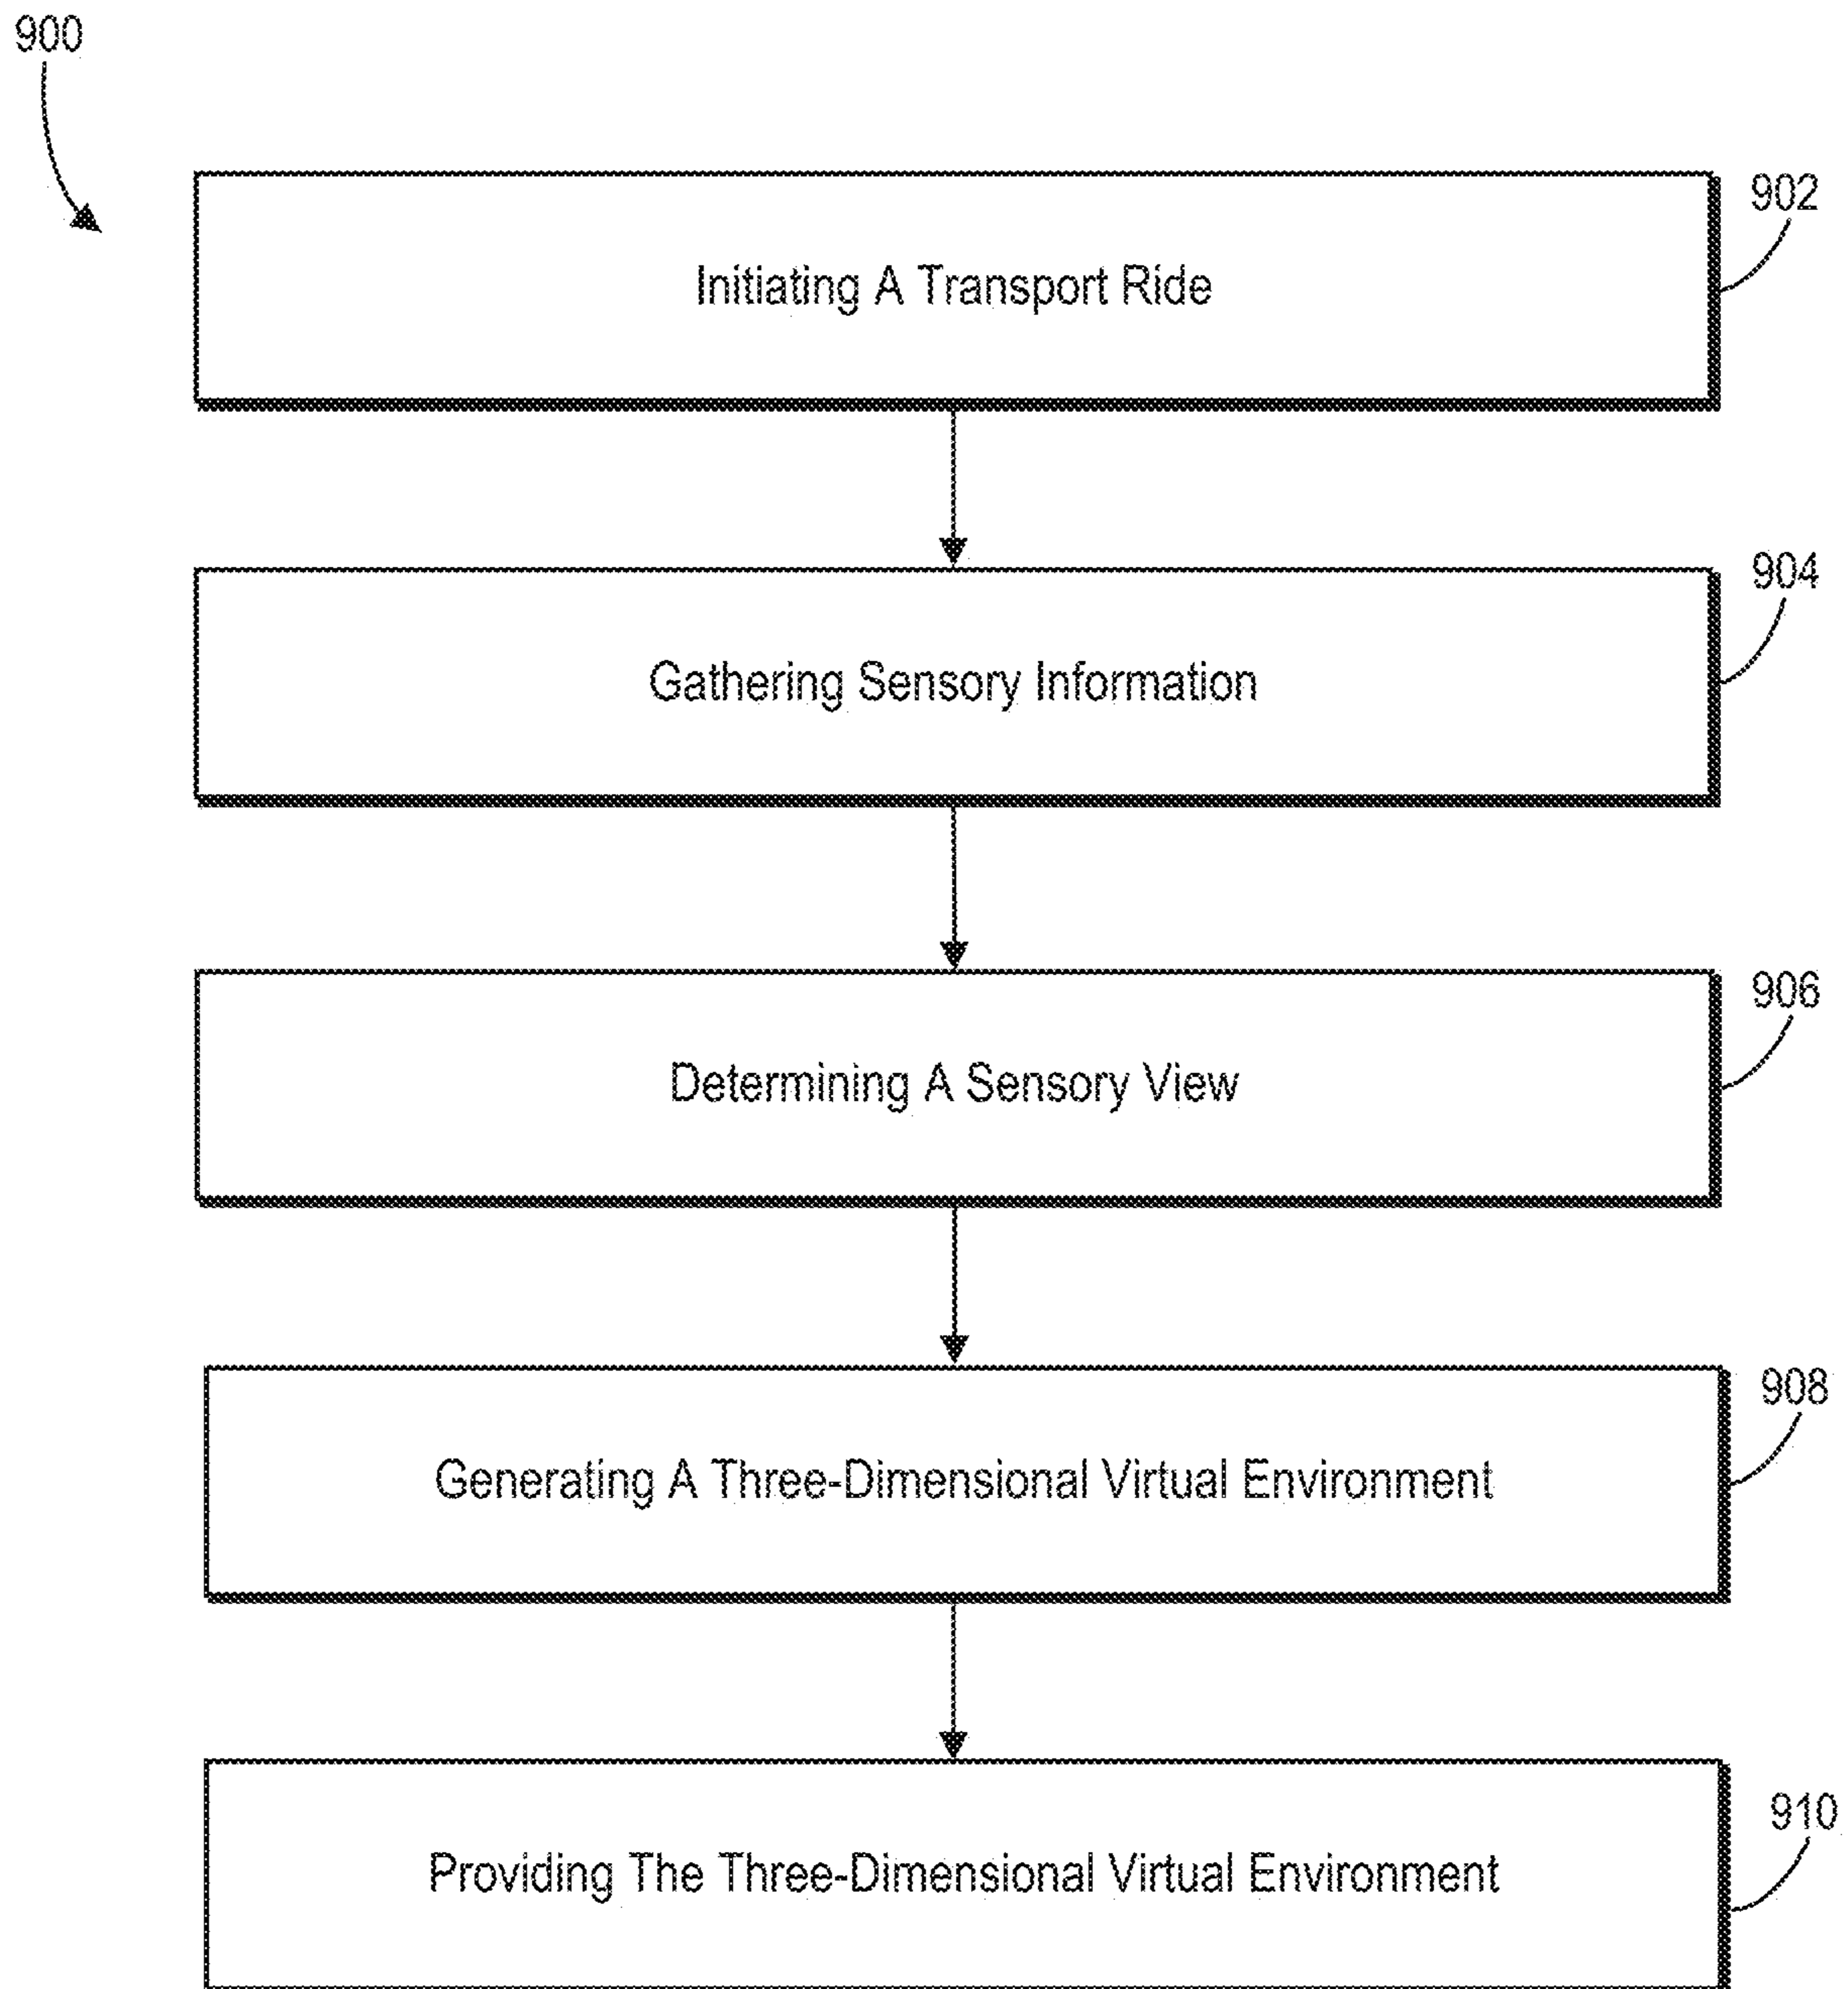 900
902
Initiating A Transport Ride
904
Gathering Sensory Information
906
Determining A Sensory View
908
Generating A Three-Dimensional Virtual Environment
910
Providing The Three-Dimensional Virtual Environment